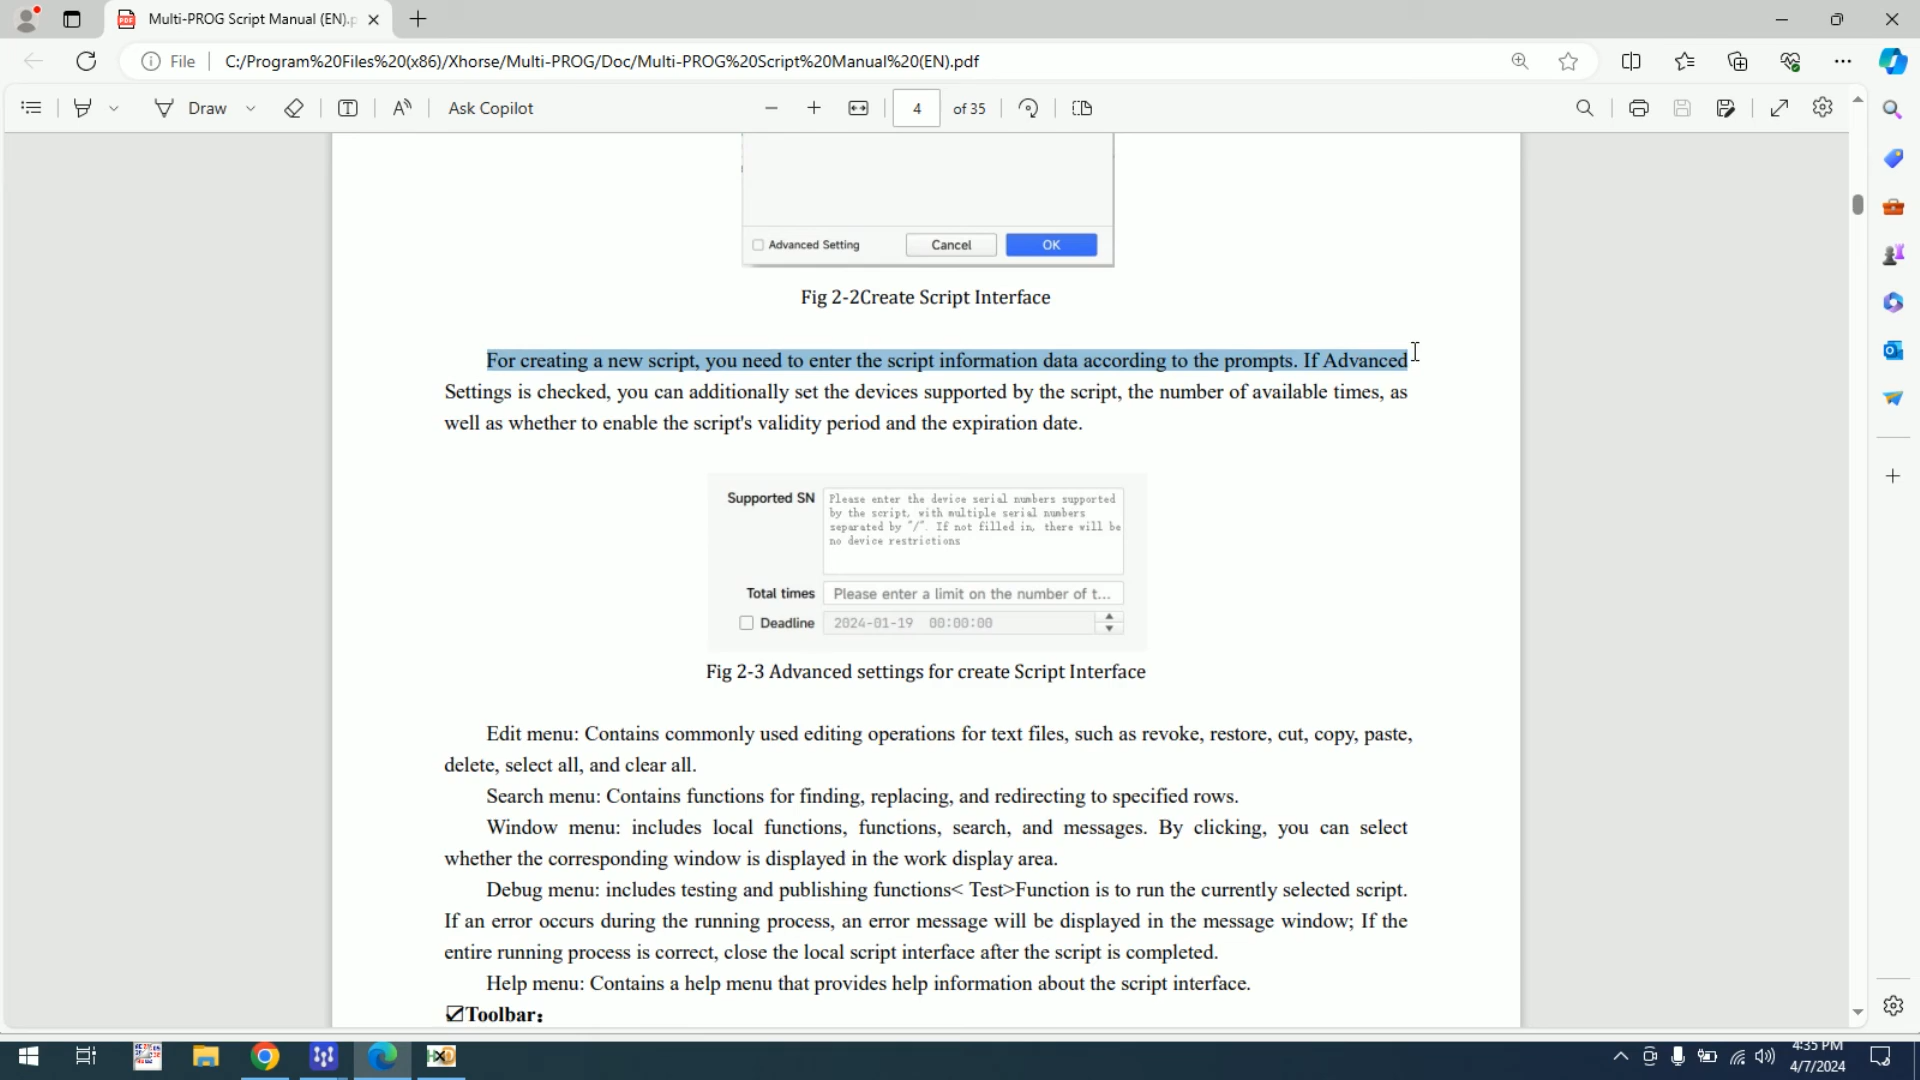 Multi-PROG Script Manual (EN).p
File
C:/Program%20Files%20(x86)/Xhorse/Multi-PROG/Doc/Multi-PROG%20Script%20Manual%20(EN).pdf
Draw
Ask Copilot
4 of 35
Advanced Setting Cancel OK
Fig 2-2Create Script Interface
For creating a new script, you need to enter the script information data according to the prompts. If Advanced
Settings is checked, you can additionally set the devices supported by the script, the number of available times, as
well as whether to enable the script's validity period and the expiration date.
Supported SN
Please enter the device serial numbers supported
by the script, with multiple serial numbers
separated by "/". If not filled in, there will be
no device restrictions
Total times Please enter a limit on the number of t...
Deadline 2024-01-19 00:00:00
Fig 2-3 Advanced settings for create Script Interface
Edit menu: Contains commonly used editing operations for text files, such as revoke, restore, cut, copy, paste,
delete, select all, and clear all.
Search menu: Contains functions for finding, replacing, and redirecting to specified rows.
Window menu: includes local functions, functions, search, and messages. By clicking, you can select
whether the corresponding window is displayed in the work display area.
Debug menu: includes testing and publishing functions< Test>Function is to run the currently selected script.
If an error occurs during the running process, an error message will be displayed in the message window; If the
entire running process is correct, close the local script interface after the script is completed.
Help menu: Contains a help menu that provides help information about the script interface.
☑Toolbar：
4:35 PM
4/7/2024